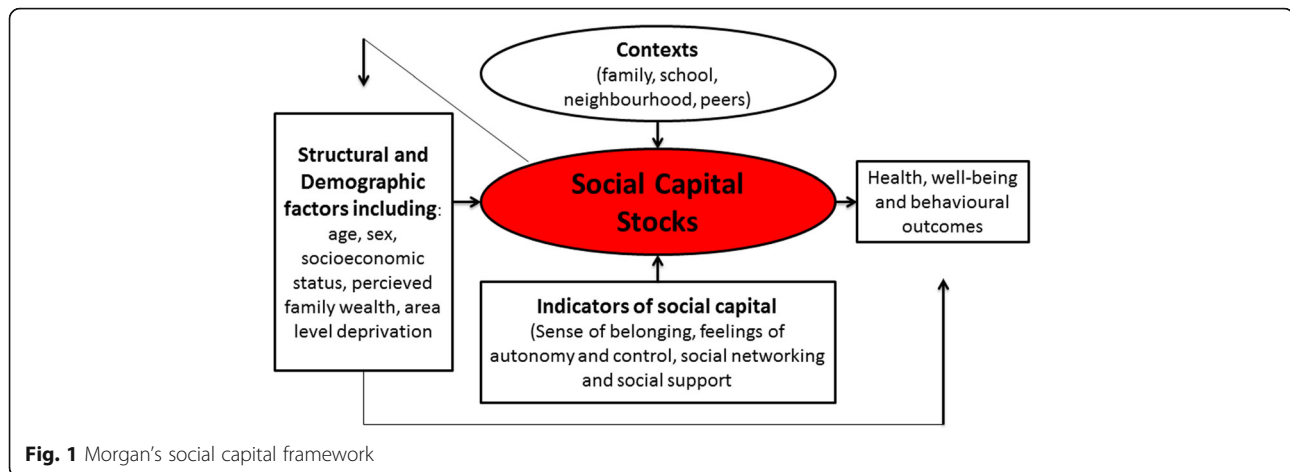 Contexts
(family, school,
neighbourhood, peers)
Structural and
Demographic
factors including:
age, sex,
socioeconomic
status, percieved
family wealth, area
level deprivation
Social Capital
Stocks
Health, well-being
and behavioural
outcomes
Indicators of social capital
(Sense of belonging, feelings of
autonomy and control, social networking
and social support
Fig. 1 Morgan's social capital framework